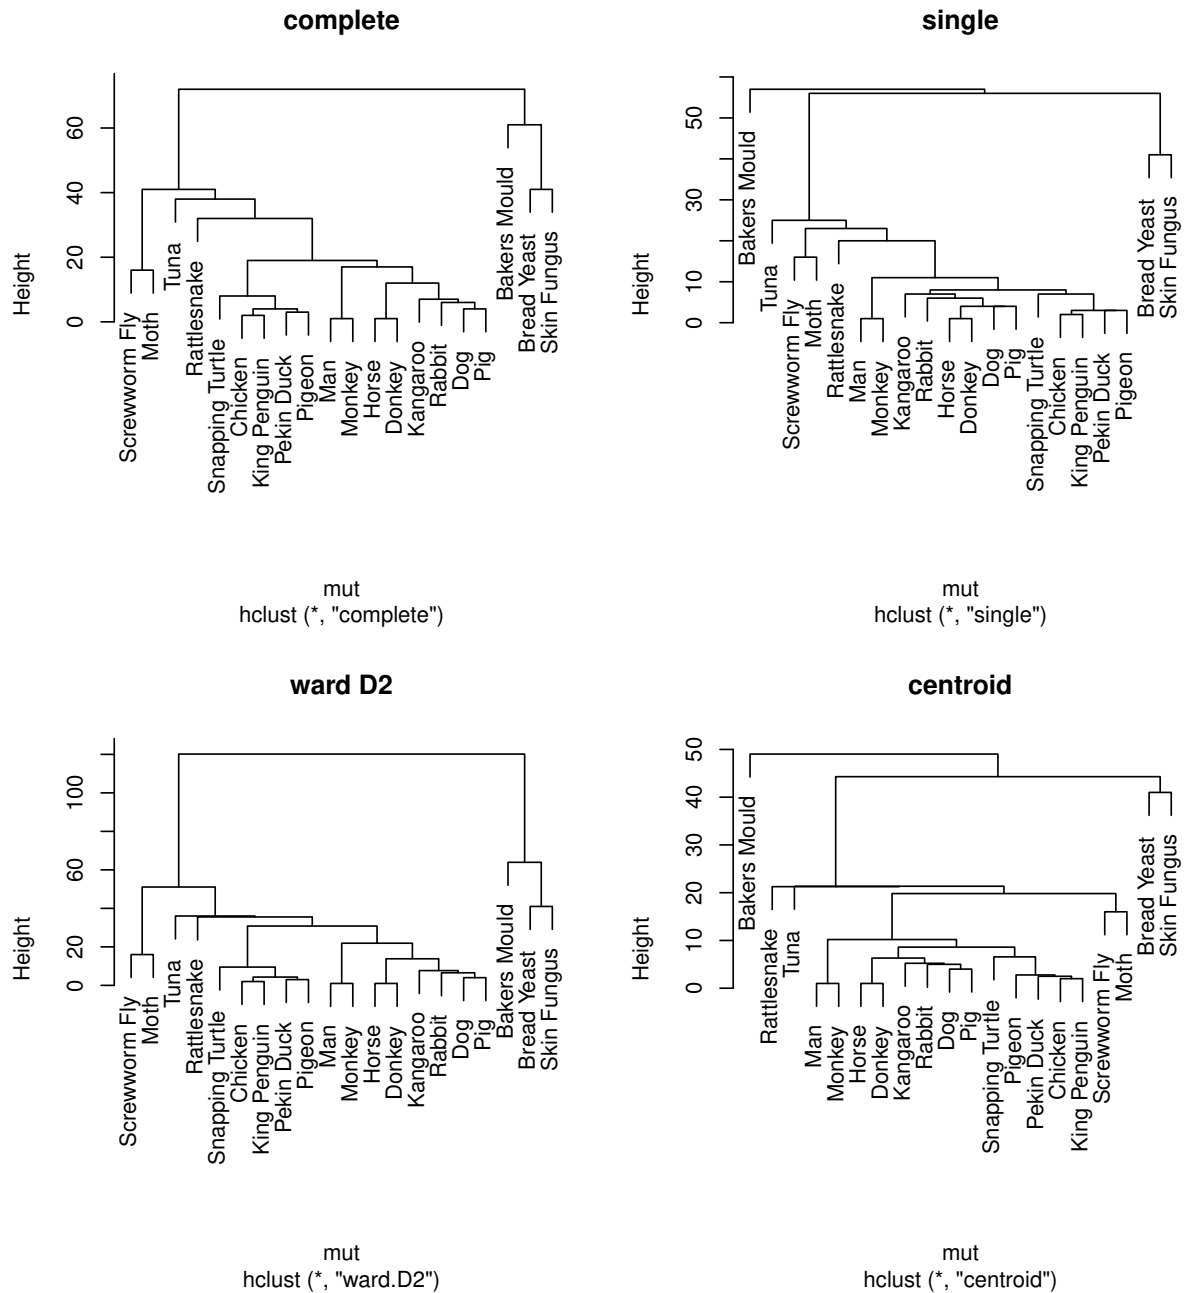 complete
Height
0
20
40
60
Screwworm Fly
Moth
Tuna
Rattlesnake
Snapping Turtle
Chicken
King Penguin
Pekin Duck
Pigeon
Man
Monkey
Horse
Donkey
Kangaroo
Rabbit
Dog
Pig
Bakers Mould
Bread Yeast
Skin Fungus
mut
hclust (*, "complete")
single
Height
0
10
30
50
Bakers Mould
Tuna
Screwworm Fly
Moth
Rattlesnake
Man
Monkey
Kangaroo
Rabbit
Horse
Donkey
Dog
Pig
Snapping Turtle
Chicken
King Penguin
Pekin Duck
Pigeon
Bread Yeast
Skin Fungus
mut
hclust (*, "single")
ward D2
Height
0
20
60
100
Screwworm Fly
Moth
Tuna
Rattlesnake
Snapping Turtle
Chicken
King Penguin
Pekin Duck
Pigeon
Man
Monkey
Horse
Donkey
Kangaroo
Rabbit
Dog
Pig
Bakers Mould
Bread Yeast
Skin Fungus
mut
hclust (*, "ward.D2")
centroid
Height
0
10
20
30
40
50
Bakers Mould
Rattlesnake
Tuna
Man
Monkey
Horse
Donkey
Kangaroo
Rabbit
Dog
Pig
Snapping Turtle
Pigeon
Pekin Duck
Chicken
King Penguin
Screwworm Fly
Moth
Bread Yeast
Skin Fungus
mut
hclust (*, "centroid")